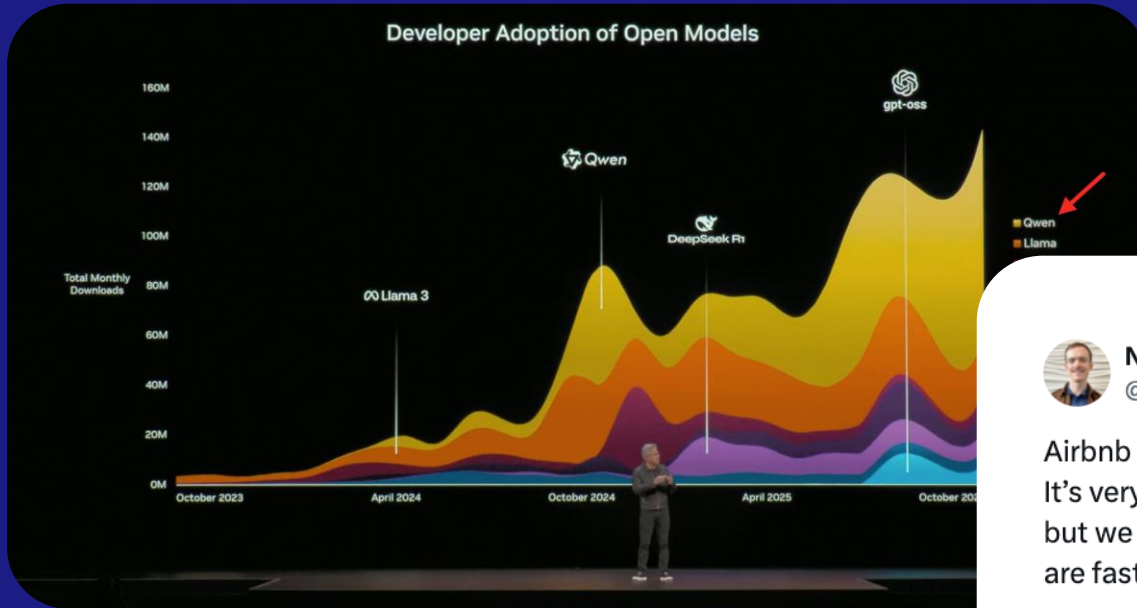 Developer Adoption of Open Models
160M
140M
120M
100M
80M
60M
40M
20M
0M
Total Monthly
Downloads
Llama 3
Qwen
DeepSeek R1
gpt-oss
Qwen
Llama
October 2023
April 2024
October 2024
April 2025
October
N
@
Airbnb
It’s very
but we
are fast